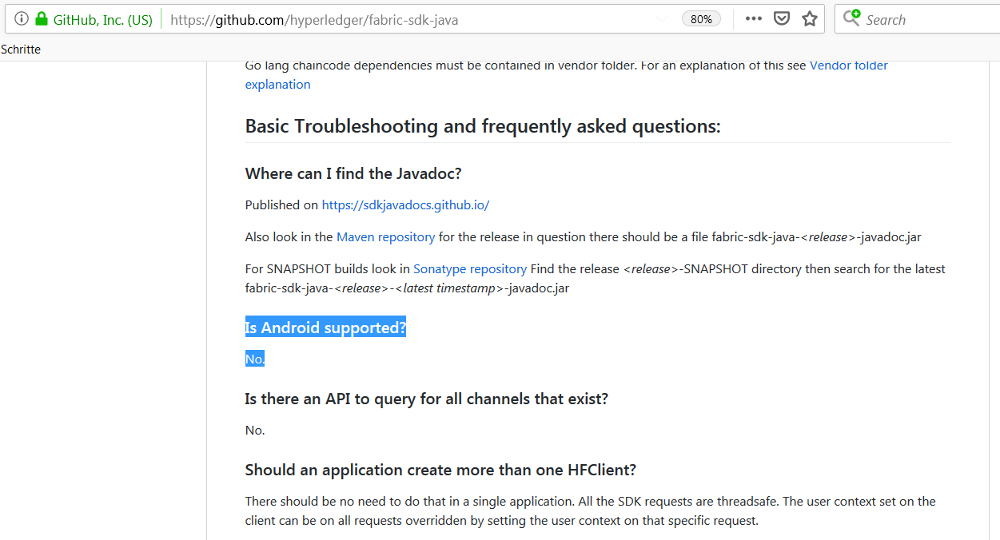 GitHub, Inc. (US) https://github.com/hyperledger/fabric-sdk-java 80% Search
Schritte
Go lang chaincode dependencies must be contained in vendor folder. For an explanation of this see Vendor folder
explanation
Basic Troubleshooting and frequently asked questions:
Where can I find the Javadoc?
Published on https://sdkjavadocs.github.io/
Also look in the Maven repository for the release in question there should be a file fabric-sdk-java-<release>-javadoc.jar
For SNAPSHOT builds look in Sonatype repository Find the release <release>-SNAPSHOT directory then search for the latest
fabric-sdk-java-<release>-<latest timestamp>-javadoc.jar
Is Android supported?
No.
Is there an API to query for all channels that exist?
No.
Should an application create more than one HFClient?
There should be no need to do that in a single application. All the SDK requests are threadsafe. The user context set on the
client can be on all requests overridden by setting the user context on that specific request.